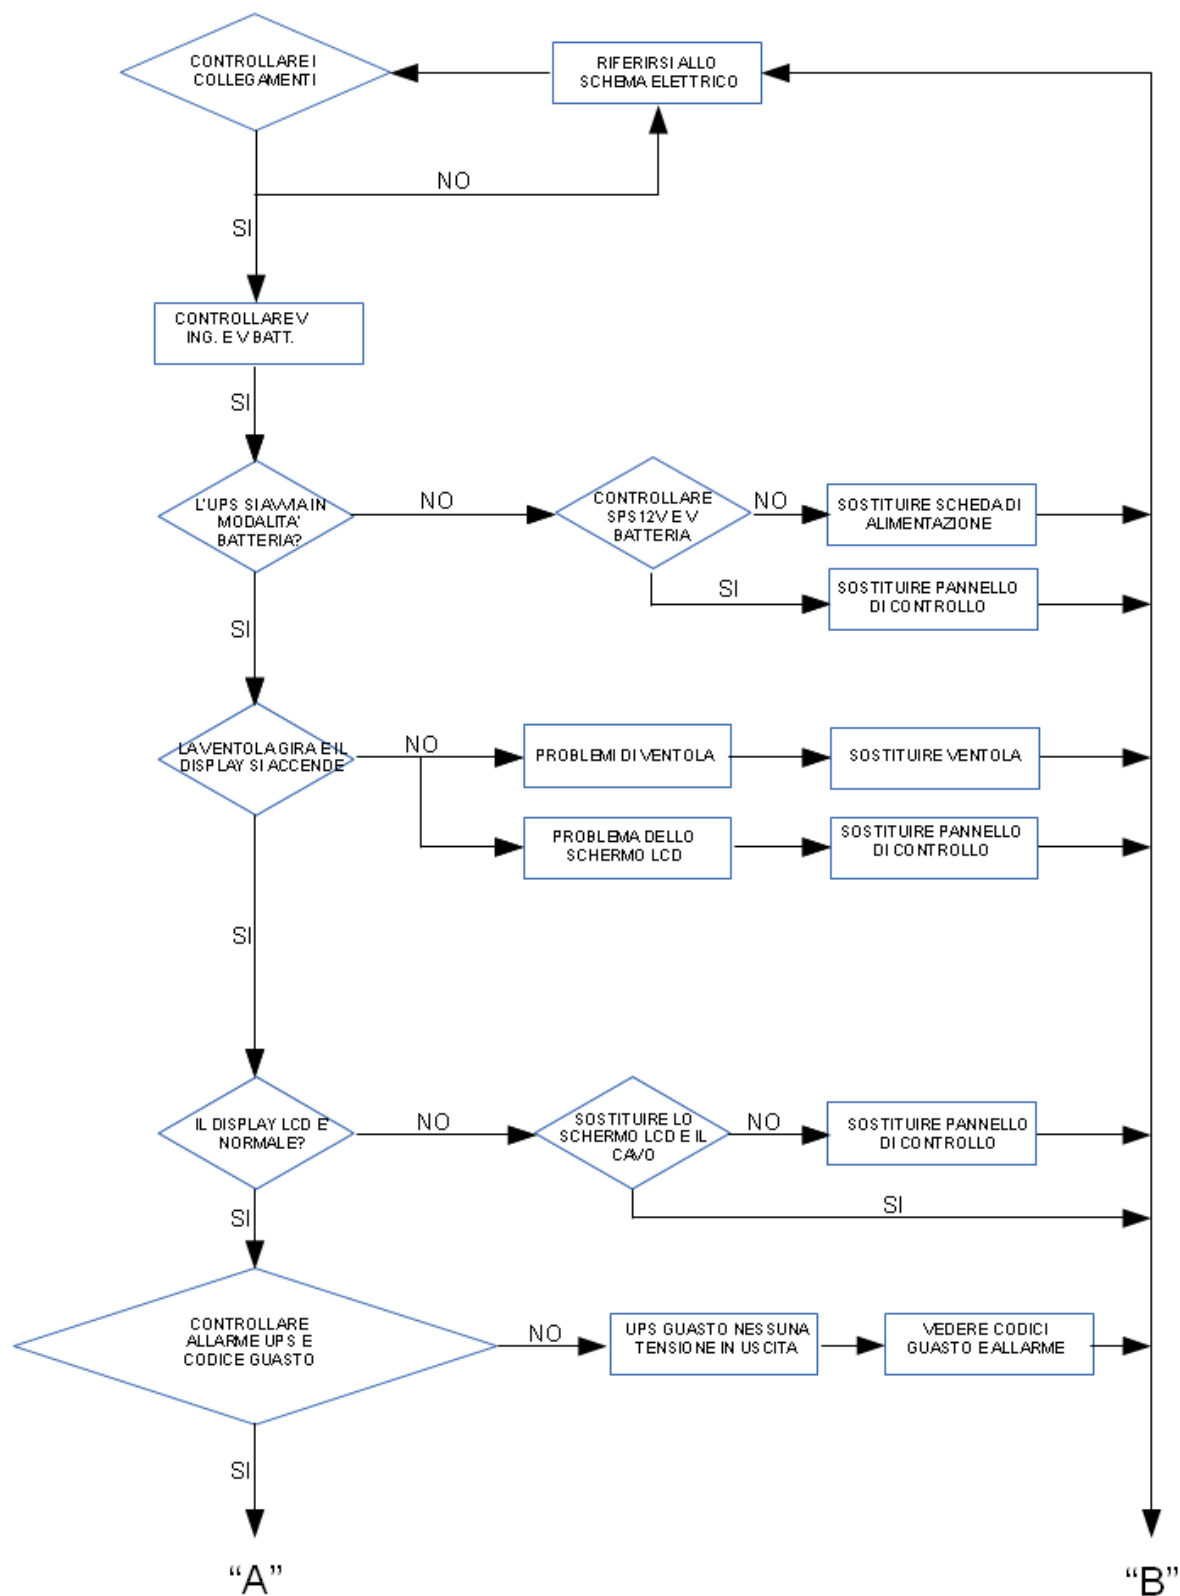 CONTROLLARE I
COLLEGAMENTI
RIFERIRSI ALLO
SCHEMA ELETTRICO
NO
SI
CONTROLLARE V
ING. E V BATT.
SI
L'UPS SI AVVIA IN
MODALITA'
BATTERIA?
NO
CONTROLLARE
SPS 12V E V
BATTERIA
NO
SOSTITUIRE SCHEDA DI
ALIMENTAZIONE
SI
SOSTITUIRE PANNELLO
DI CONTROLLO
SI
LA VENTOLA GIRA E IL
DISPLAY SI ACCENDE
NO
PROBLEMI DI VENTOLA
SOSTITUIRE VENTOLA
PROBLEMA DELLO
SCHERMO LCD
SOSTITUIRE PANNELLO
DI CONTROLLO
SI
IL DISPLAY LCD E'
NORMALE?
NO
SOSTITUIRE LO
SCHERMO LCD E IL
CAVO
NO
SOSTITUIRE PANNELLO
DI CONTROLLO
SI
SI
CONTROLLARE
ALLARME UPS E
CODICE GUASTO
NO
UPS GUASTO NESSUNA
TENSIONE IN USCITA
VEDERE CODICI
GUASTO E ALLARME
SI
“A”
“B”